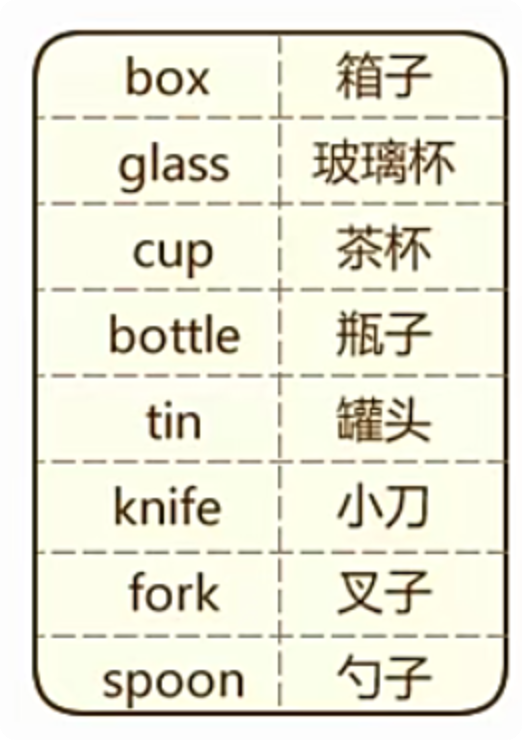 box 箱子
glass 玻璃杯
cup 茶杯
bottle 瓶子
tin 罐头
knife 小刀
fork 叉子
spoon 勺子